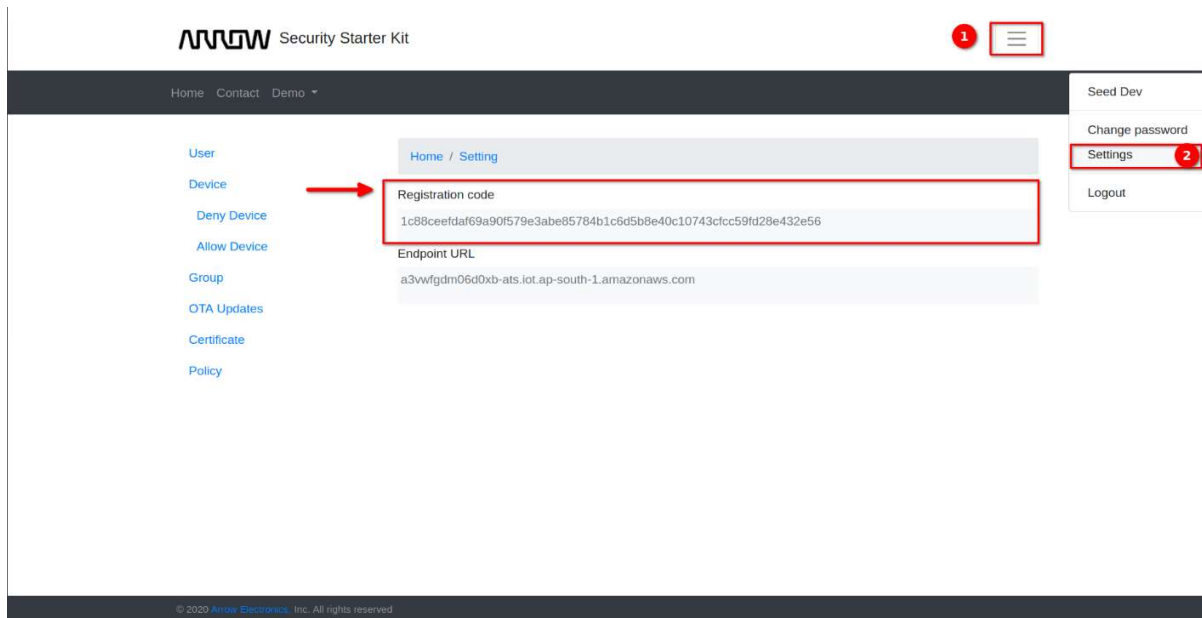 ARROW Security Starter Kit
1
Home Contact Demo
Seed Dev
Change password
Settings 2
Logout
User
Device
Deny Device
Allow Device
Group
OTA Updates
Certificate
Policy
Home / Setting
Registration code
1c88ceefdaf69a90f579e3abe85784b1c6d5b8e40c10743cfcc59fd28e432e56
Endpoint URL
a3vwfgdm06d0xb-ats.iot.ap-south-1.amazonaws.com
© 2020 Arrow Electronics, Inc. All rights reserved